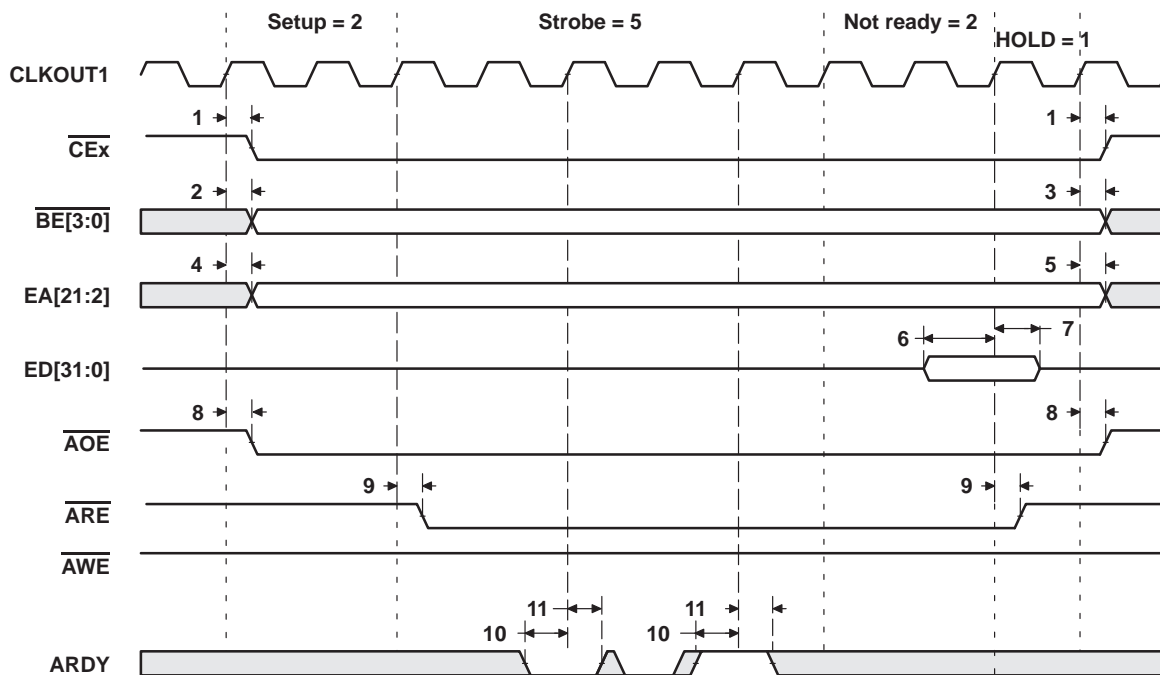 Setup = 2 Strobe = 5 Not ready = 2 HOLD = 1
CLKOUT1
1 1
CEx
2 3
BE[3:0]
4 5
EA[21:2]
6 7
ED[31:0]
8 8
AOE
9 9
ARE
AWE
11 11
10 10
ARDY